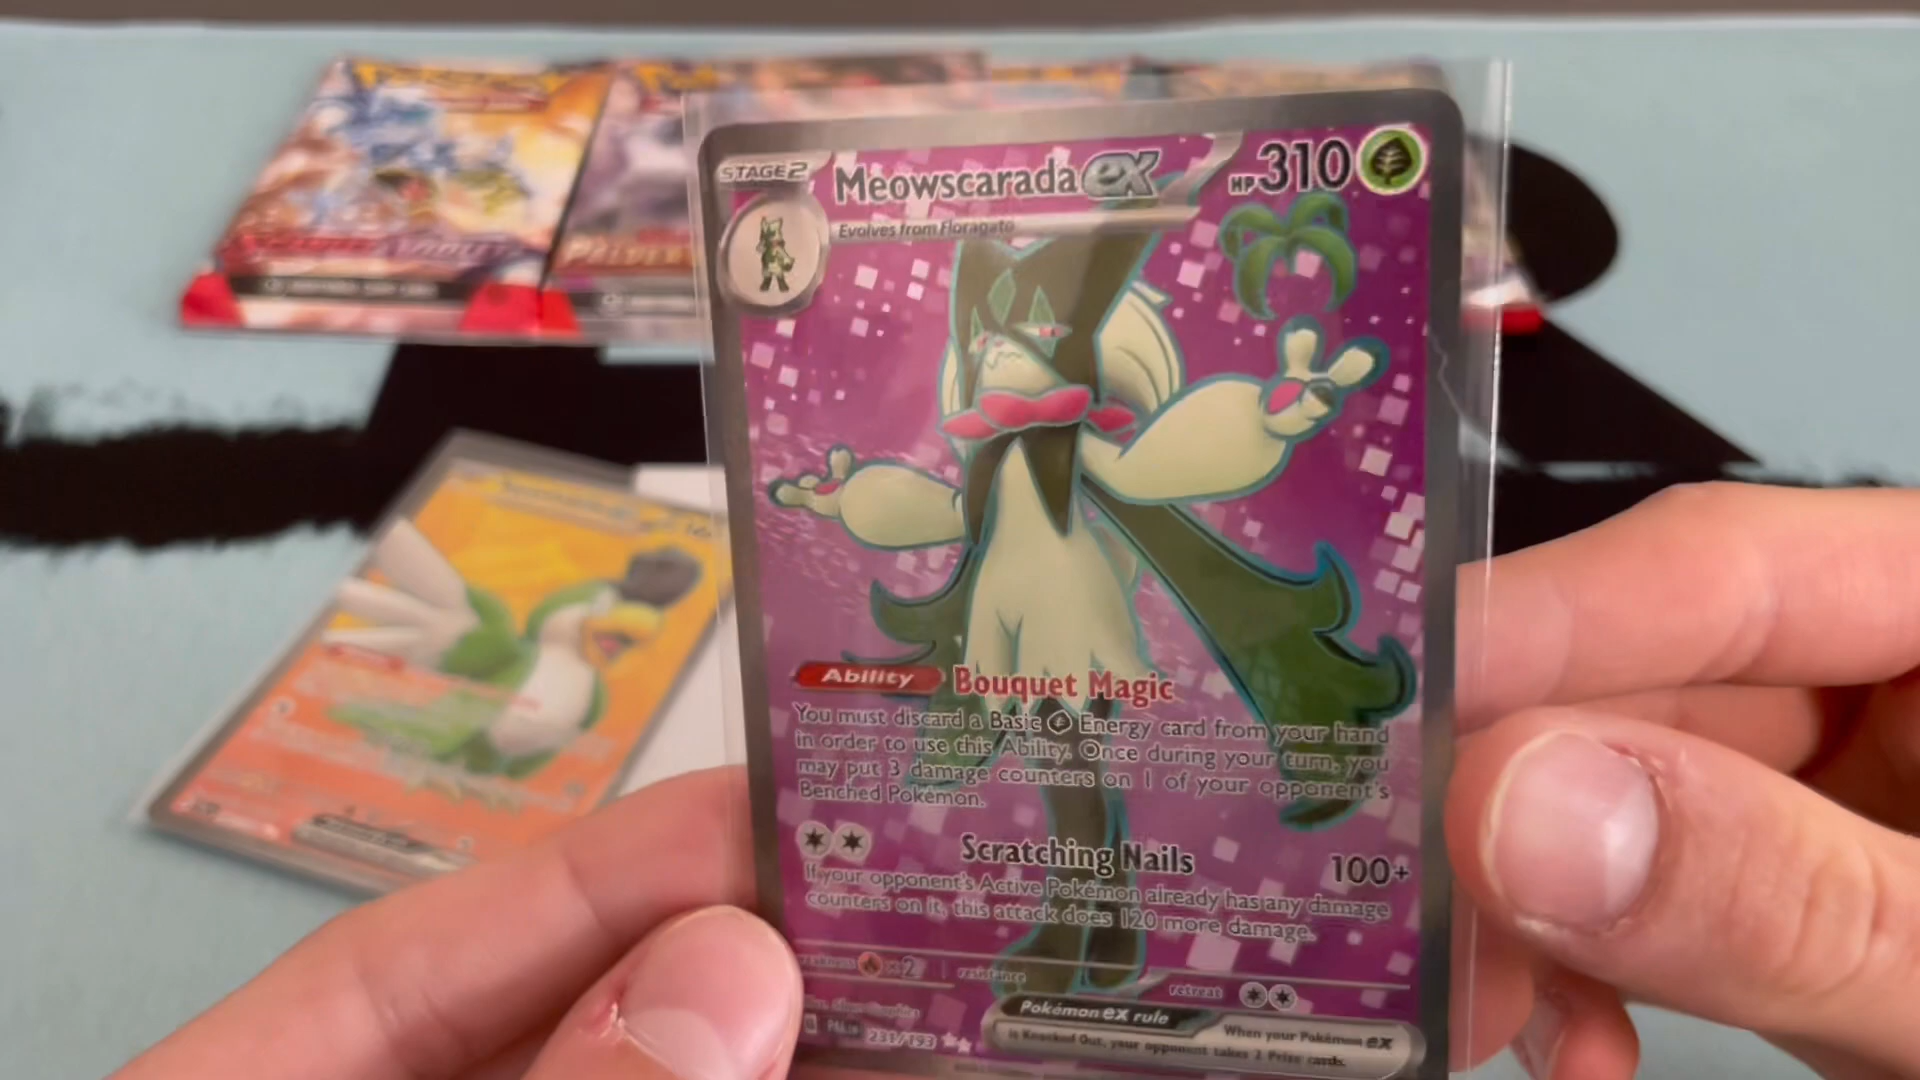 STAGE2 Meowscarada ex HP310
Evolves from Floragato
Ability Bouquet Magic
You must discard a Basic Energy card from your hand
in order to use this Ability. Once during your turn, you
may put 3 damage counters on 1 of your opponent's
Benched Pokémon.
Scratching Nails 100+
If your opponent's Active Pokémon already has any damage
counters on it, this attack does 120 more damage.
weakness ×2 resistance retreat
Pokémon ex rule
When your Pokémon ex
is Knocked Out, your opponent takes 2 Prize cards.